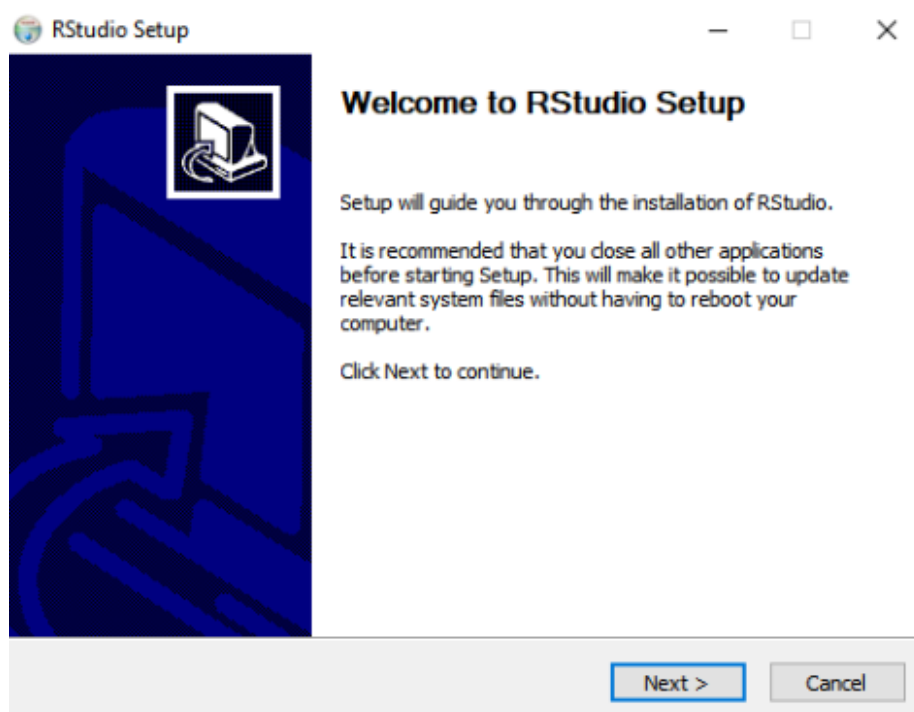 RStudio Setup
Welcome to RStudio Setup
Setup will guide you through the installation of RStudio.
It is recommended that you close all other applications
before starting Setup. This will make it possible to update
relevant system files without having to reboot your
computer.
Click Next to continue.
Next >
Cancel